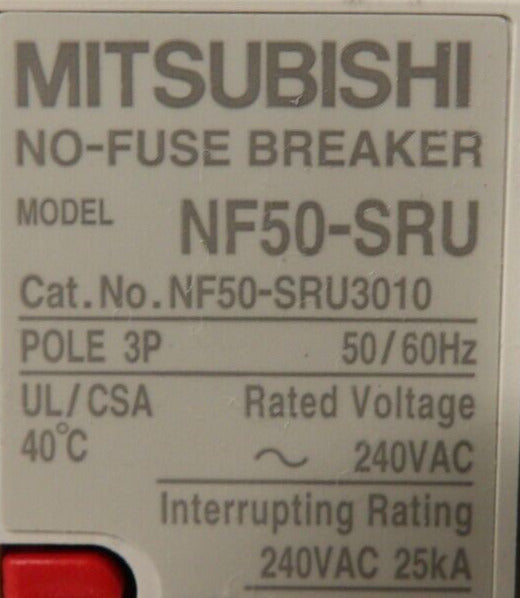 MITSUBISHI
NO-FUSE BREAKER
MODEL NF50-SRU
Cat.No.NF50-SRU3010
POLE 3P 50/60Hz
UL/CSA Rated Voltage
40°C ～ 240VAC
Interrupting Rating
240VAC 25kA